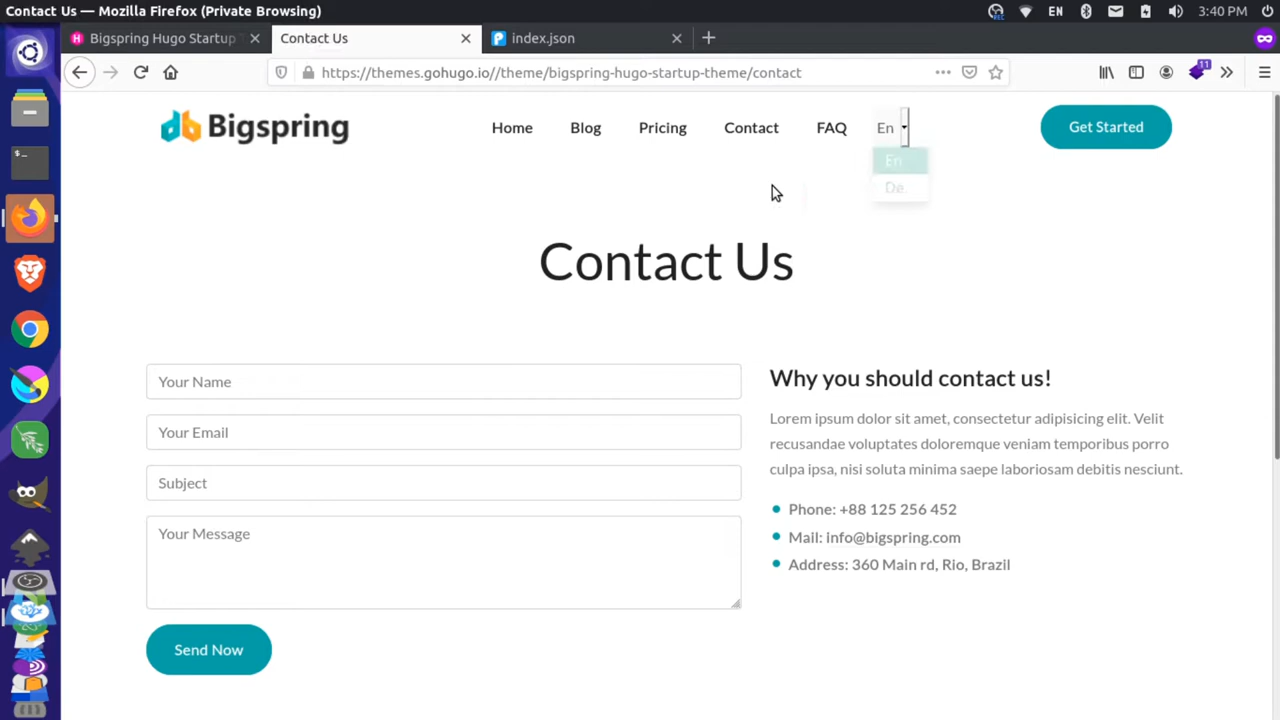 Contact Us — Mozilla Firefox (Private Browsing)
REC
EN
3:40 PM
Bigspring Hugo Startup T
Contact Us
index.json
https://themes.gohugo.io//theme/bigspring-hugo-startup-theme/contact
11
Bigspring
Home
Blog
Pricing
Contact
FAQ
En
Get Started
En
De
Contact Us
Your Name
Your Email
Subject
Your Message
Send Now
Why you should contact us!
Lorem ipsum dolor sit amet, consectetur adipisicing elit. Velit
recusandae voluptates doloremque veniam temporibus porro
culpa ipsa, nisi soluta minima saepe laboriosam debitis nesciunt.
Phone: +88 125 256 452
Mail: info@bigspring.com
Address: 360 Main rd, Rio, Brazil